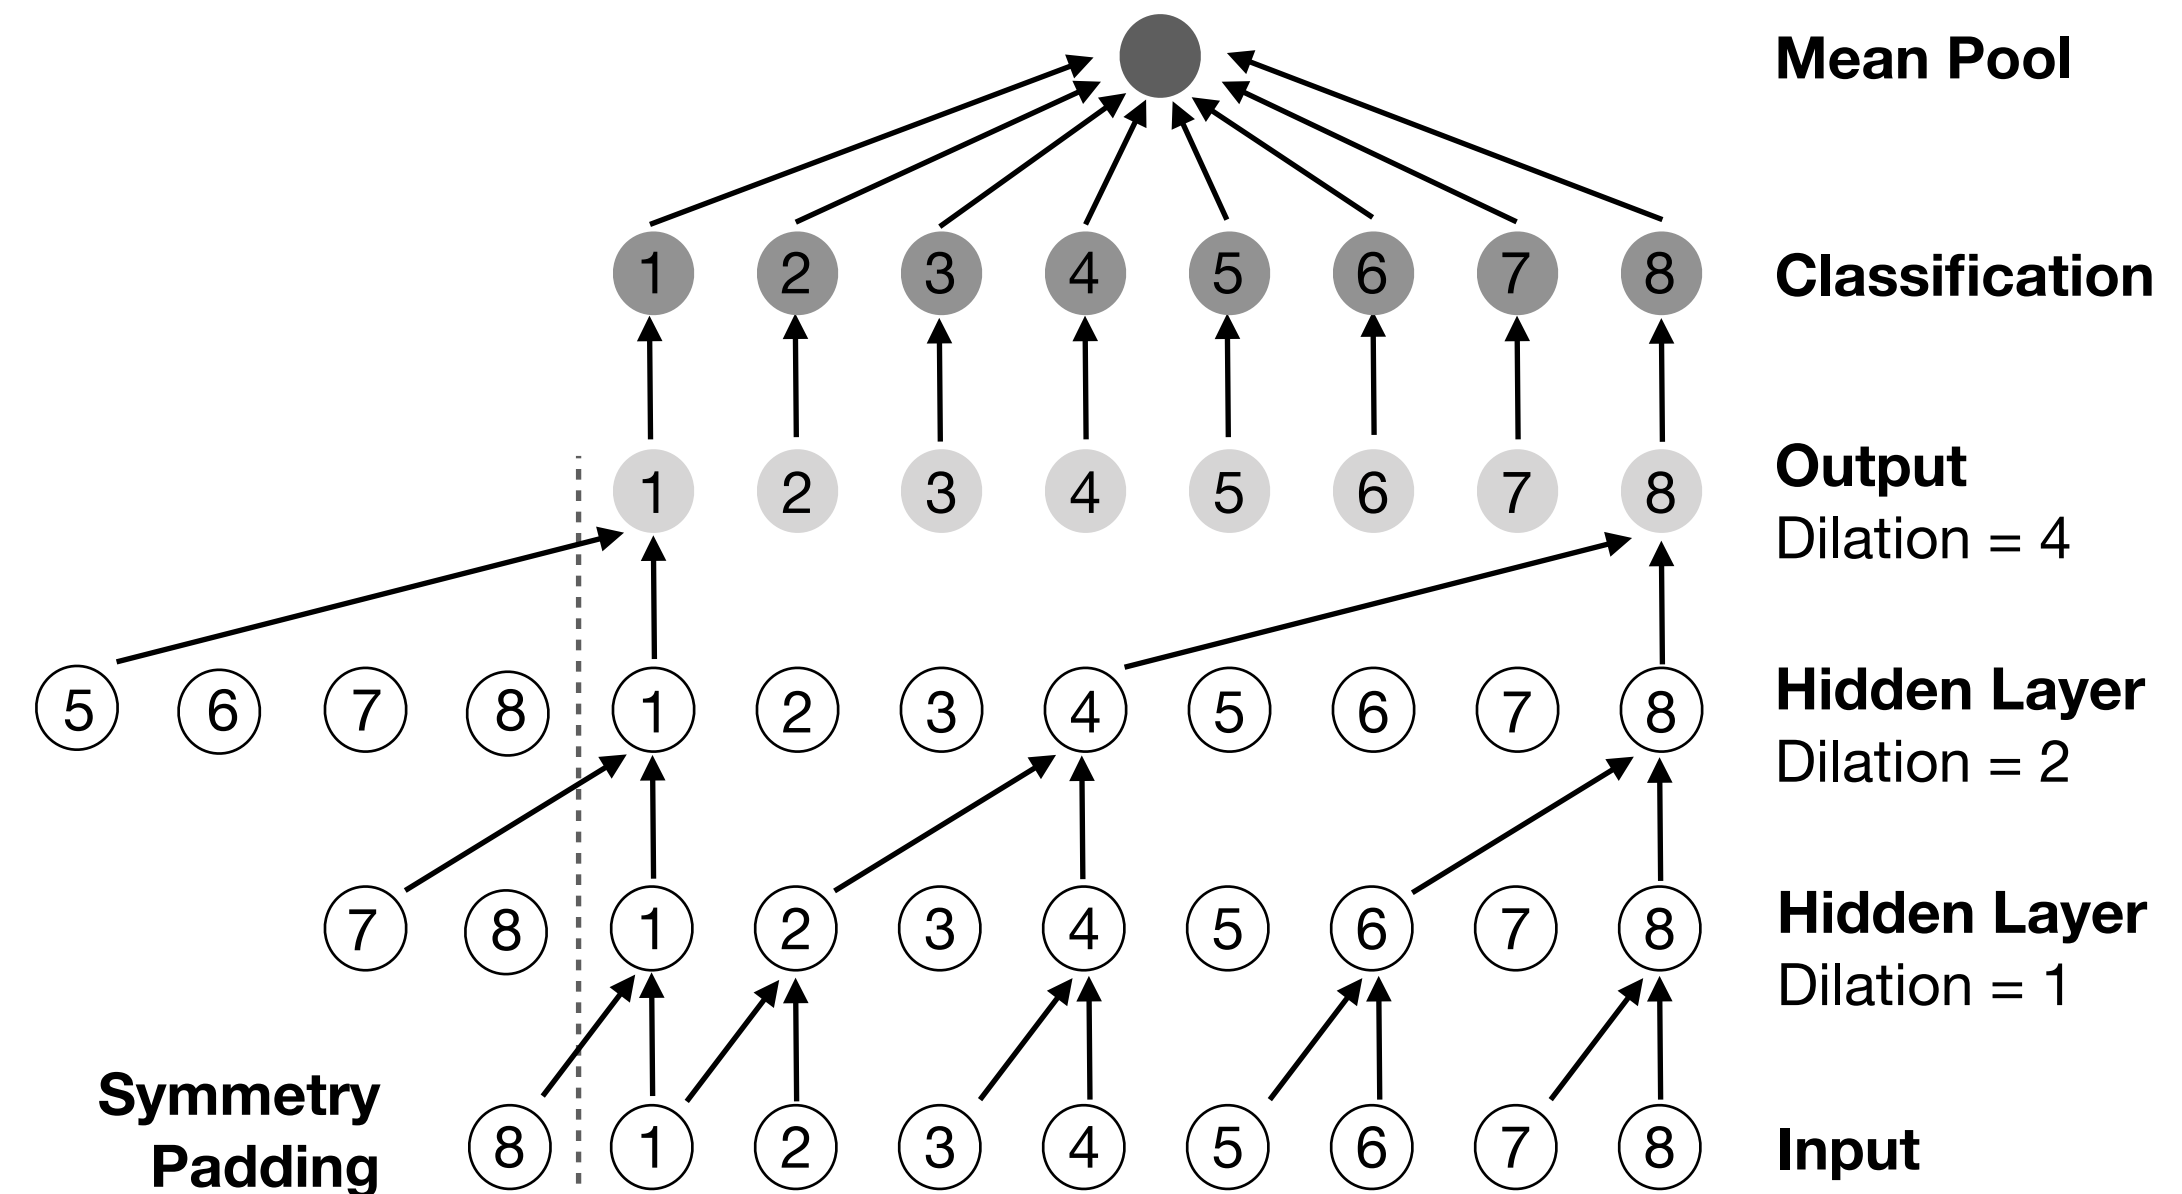 Mean Pool
1 2 3 4 5 6 7 8 Classification
1 2 3 4 5 6 7 8 Output
Dilation = 4
5 6 7 8 1 2 3 4 5 6 7 8 Hidden Layer
Dilation = 2
7 8 1 2 3 4 5 6 7 8 Hidden Layer
Dilation = 1
Symmetry
Padding
8 1 2 3 4 5 6 7 8 Input